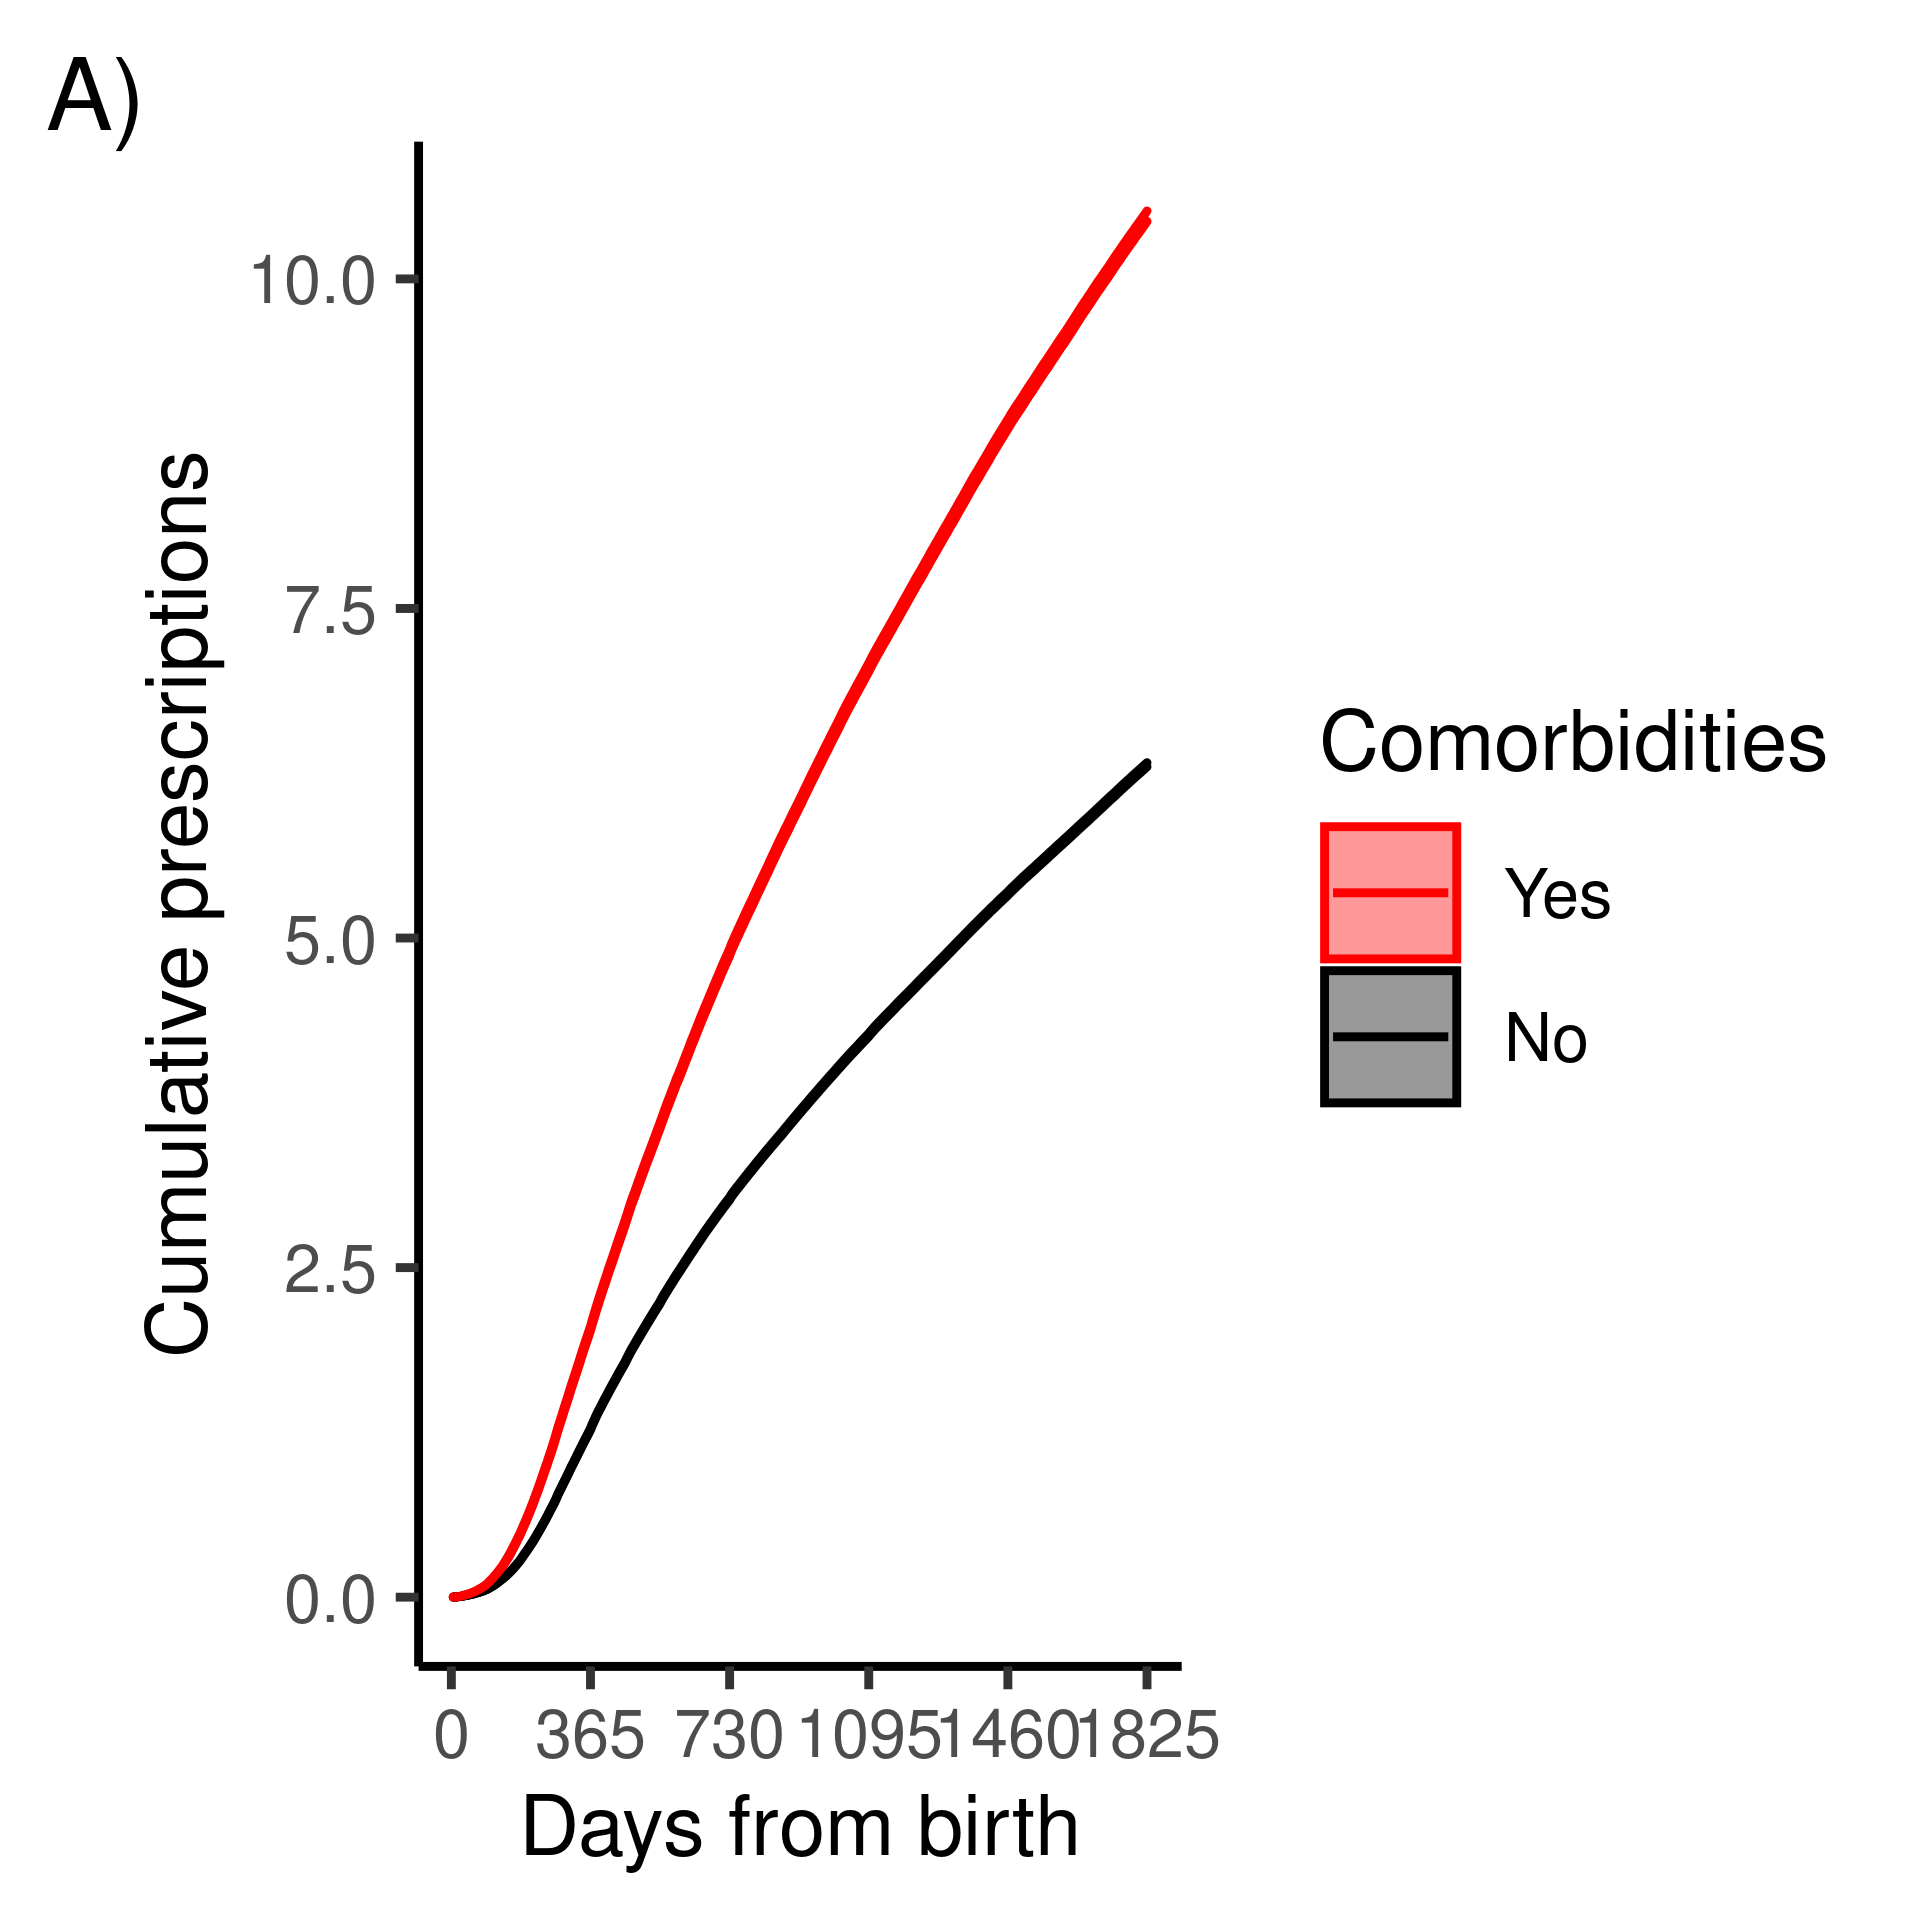 A)
Cumulative prescriptions
10.0
7.5
5.0
2.5
0.0
0 365 730 1095 1460 1825
Days from birth
Comorbidities
Yes
No